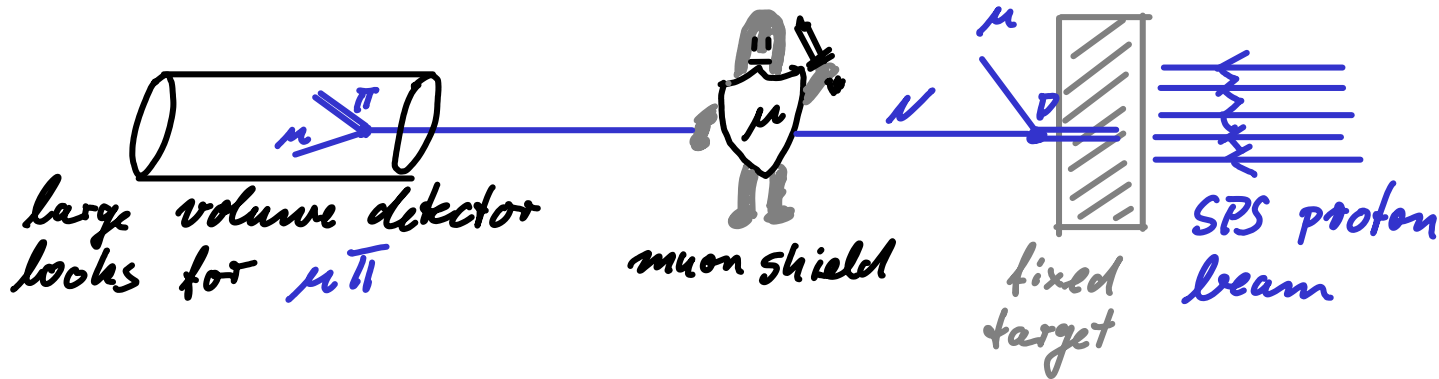 μ
π
μ
μ
N
D
large volume detector
looks for μπ
muon shield
fixed
target
SPS proton
beam